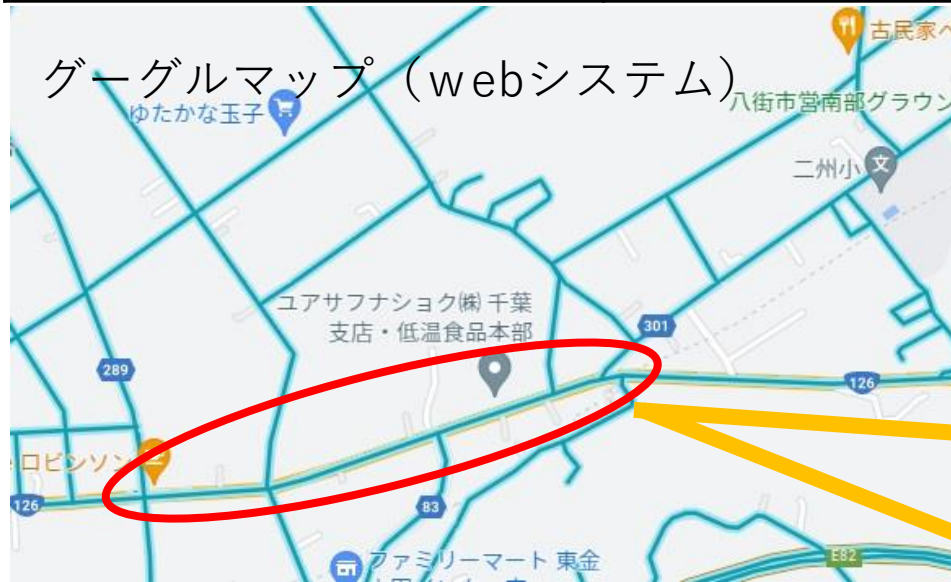 グーグルマップ（webシステム）
古民家
ゆたかな玉子
八街市営南部グラウン
二州小
文
ユアサフナショク㈱ 千葉
支店・低温食品本部
301
289
126
ロビンソン
126
83
ファミリーマート 東金
E82